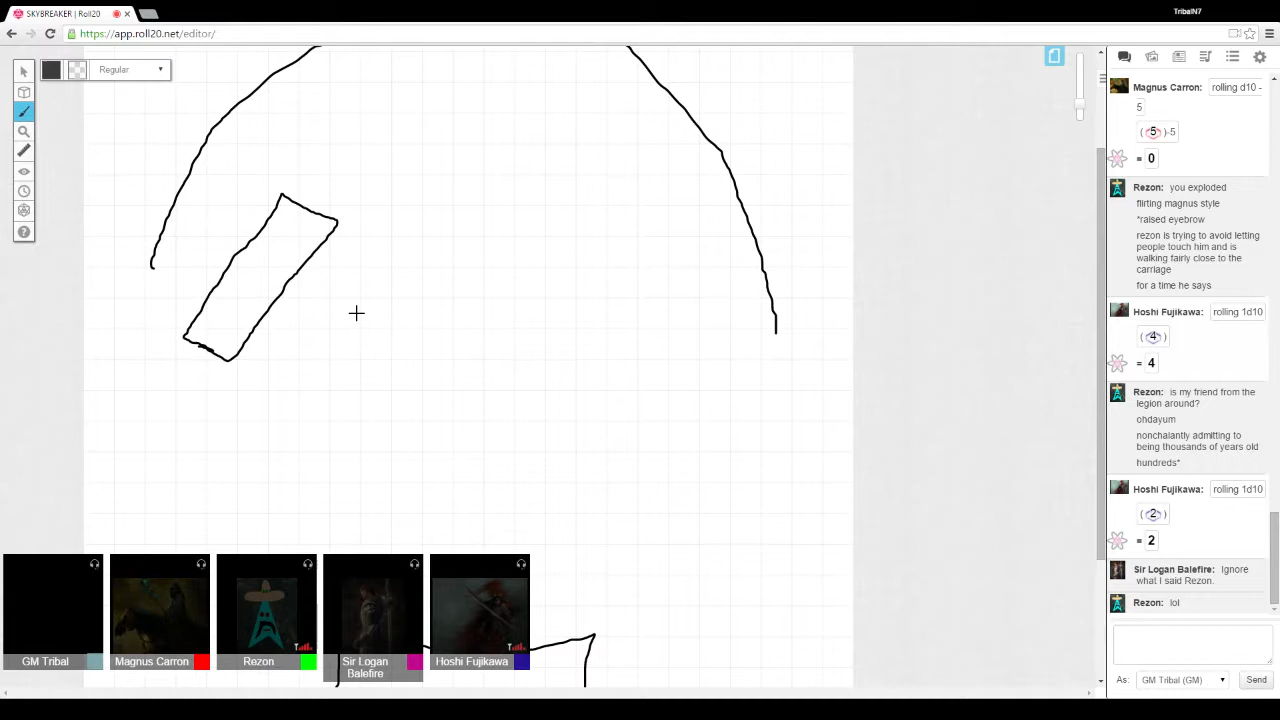 SKYBREAKER | Roll20
TribalN7
https://app.roll20.net/editor/
Regular
Magnus Carron: rolling d10 -
5
(5)-5
= 0
Rezon: you exploded
flirting magnus style
*raised eyebrow
rezon is trying to avoid letting
people touch him and is
walking fairly close to the
carriage
for a time he says
Hoshi Fujikawa: rolling 1d10
(4)
= 4
Rezon: is my friend from the
legion around?
ohdayum
nonchalantly admitting to
being thousands of years old
hundreds*
Hoshi Fujikawa: rolling 1d10
(2)
= 2
Sir Logan Balefire: Ignore
what I said Rezon.
Rezon: lol
GM Tribal
Magnus Carron
Rezon
Sir Logan
Balefire
Hoshi Fujikawa
As: GM Tribal (GM) Send